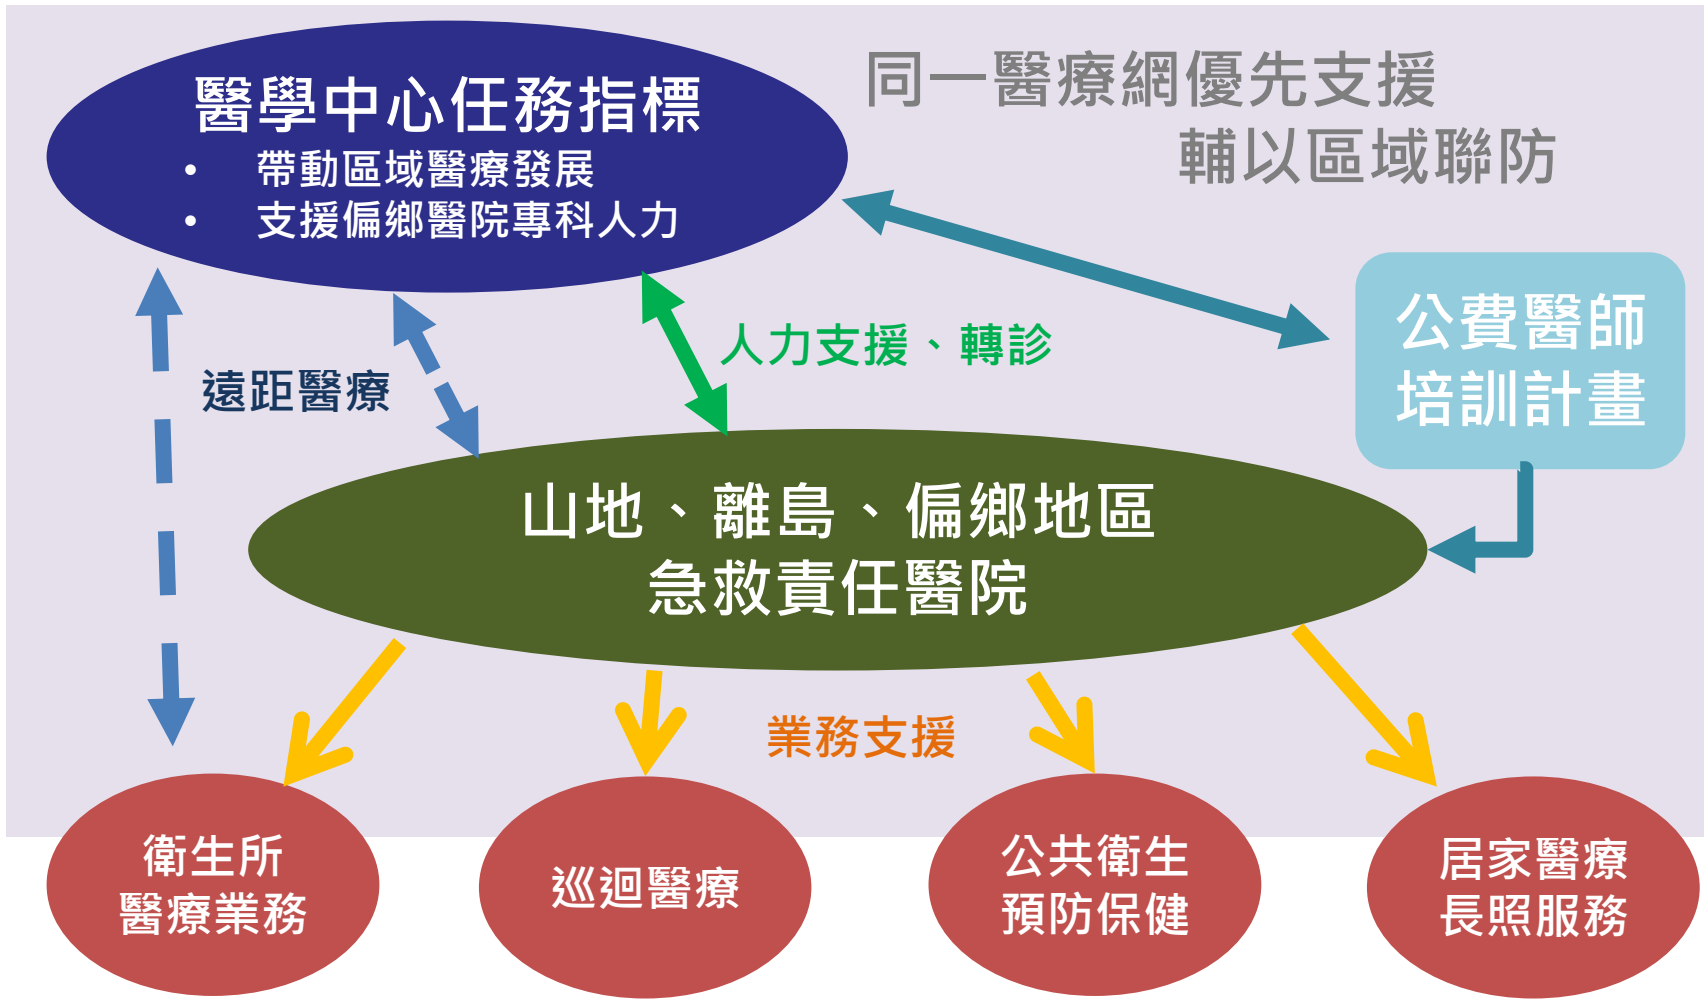 醫學中心任務指標
• 帶動區域醫療發展
• 支援偏鄉醫院專科人力
同一醫療網優先支援
輔以區域聯防
公費醫師
培訓計畫
人力支援、轉診
遠距醫療
山地、離島、偏鄉地區
急救責任醫院
業務支援
衛生所
醫療業務
巡迴醫療
公共衛生
預防保健
居家醫療
長照服務